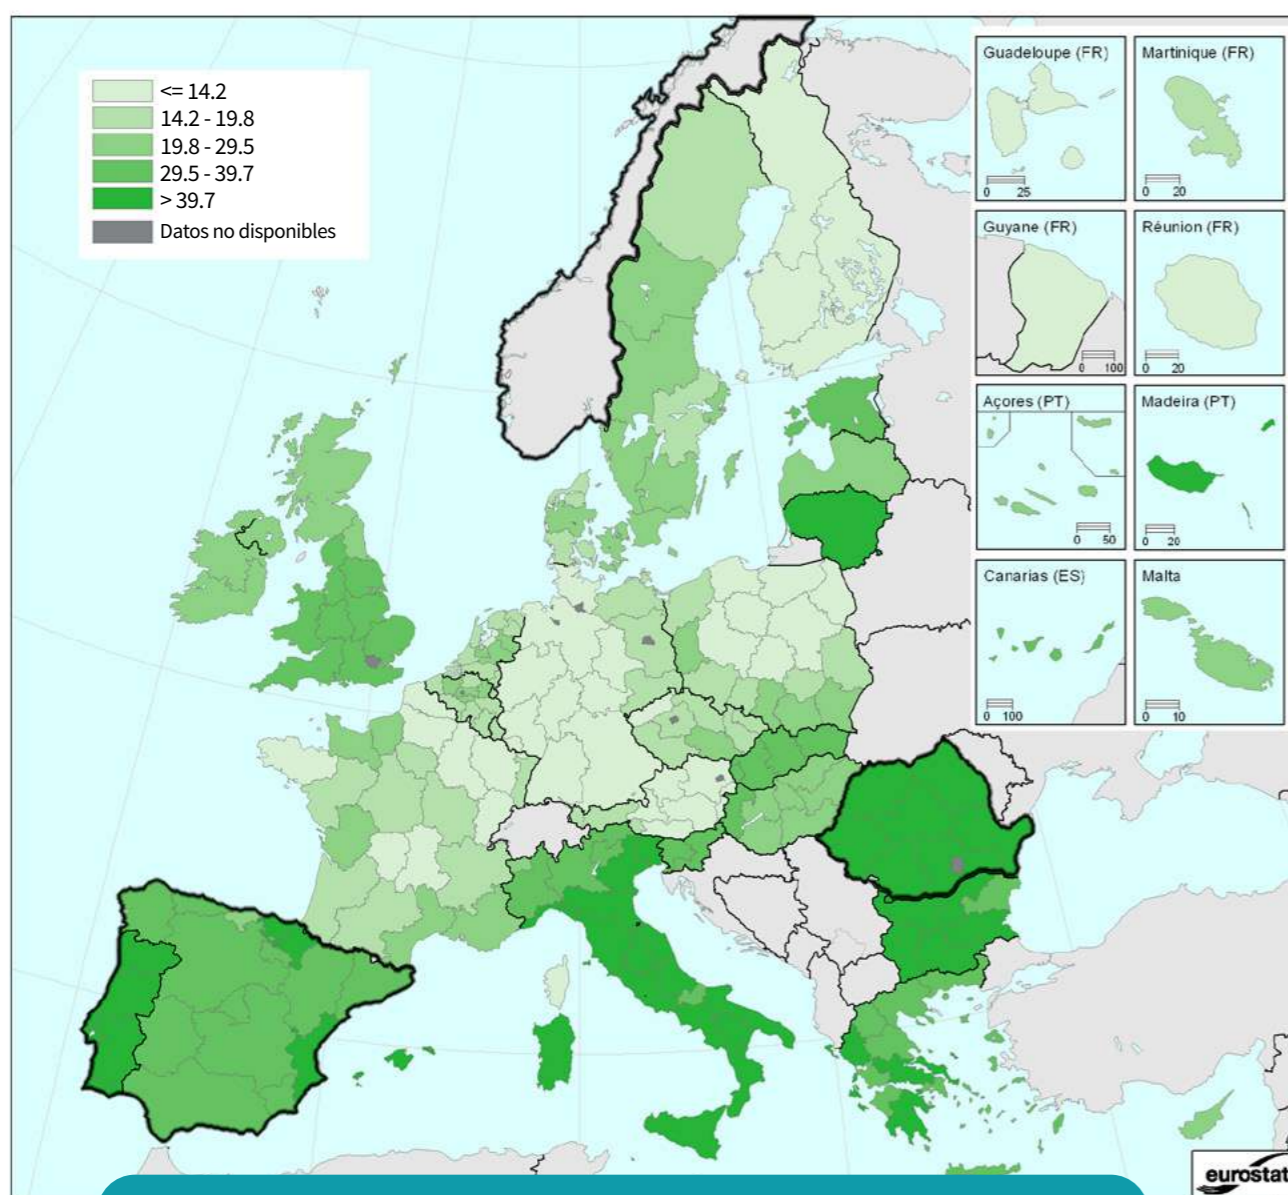 <= 14.2
14.2 - 19.8
19.8 - 29.5
29.5 - 39.7
> 39.7
Datos no disponibles
Guadeloupe (FR)
0 25
Martinique (FR)
0 20
Guyane (FR)
0 100
Réunion (FR)
0 20
Açores (PT)
0 50
Madeira (PT)
0 20
Canarias (ES)
0 100
Malta
0 10
eurostat